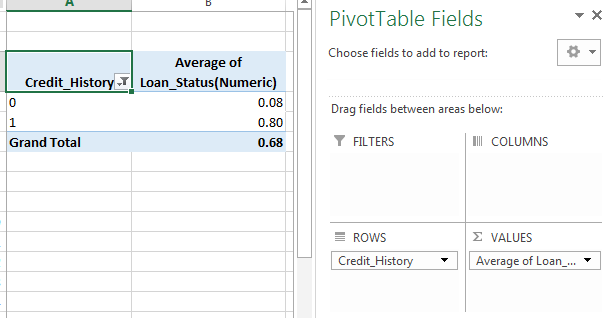 A B
Credit_History Average of
Loan_Status(Numeric)
0 0.08
1 0.80
Grand Total 0.68
PivotTable Fields
Choose fields to add to report:
Drag fields between areas below:
FILTERS COLUMNS
ROWS Σ VALUES
Credit_History Average of Loan_...